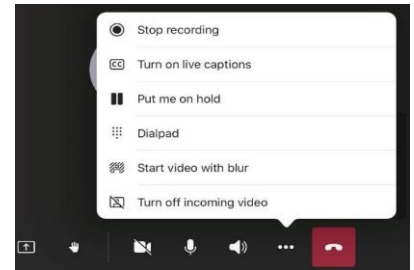 Stop recording
CC Turn on live captions
Put me on hold
Dialpad
Start video with blur
Turn off incoming video